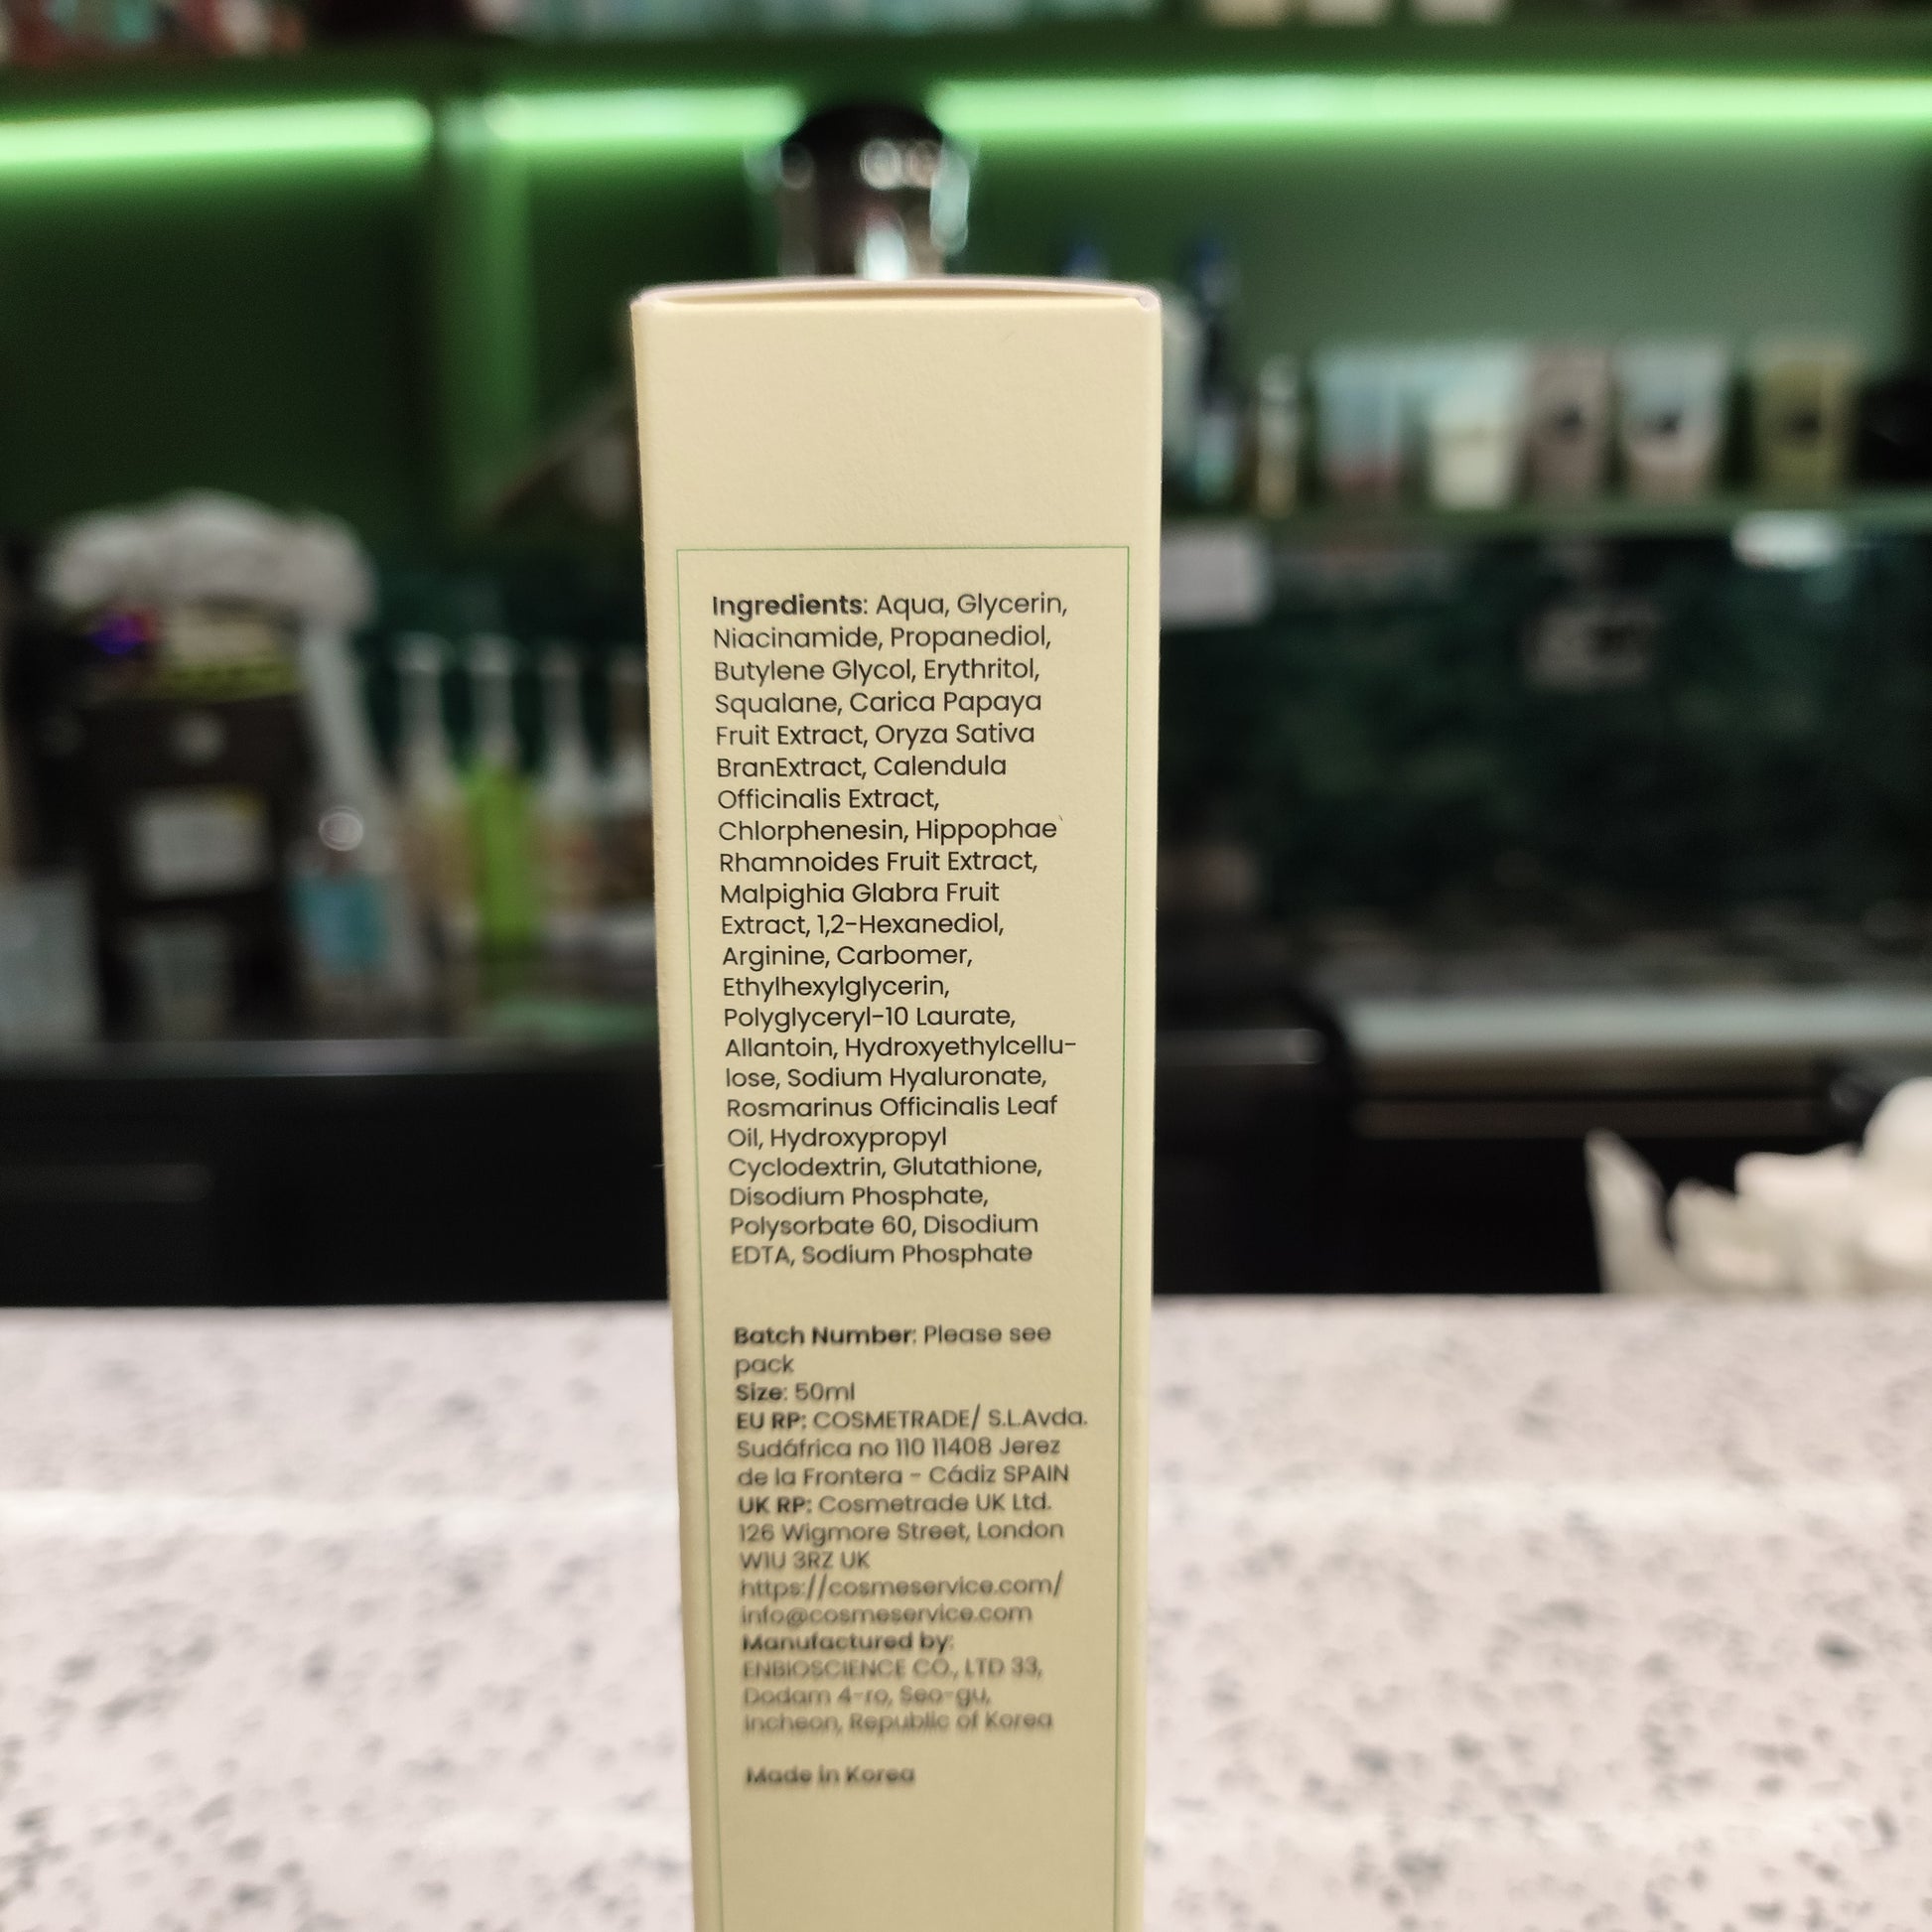 Ingredients: Aqua, Glycerin,
Niacinamide, Propanediol,
Butylene Glycol, Erythritol,
Squalane, Carica Papaya
Fruit Extract, Oryza Sativa
BranExtract, Calendula
Officinalis Extract,
Chlorphenesin, Hippophae
Rhamnoides Fruit Extract,
Malpighia Glabra Fruit
Extract, 1,2-Hexanediol,
Arginine, Carbomer,
Ethylhexylglycerin,
Polyglyceryl-10 Laurate,
Allantoin, Hydroxyethylcellu-
lose, Sodium Hyaluronate,
Rosmarinus Officinalis Leaf
Oil, Hydroxypropyl
Cyclodextrin, Glutathione,
Disodium Phosphate,
Polysorbate 60, Disodium
EDTA, Sodium Phosphate
Batch Number: Please see
pack
Size: 50ml
EU RP: COSMETRADE/ S.L.Avda.
Sudáfrica no 110 11408 Jerez
de la Frontera - Cádiz SPAIN
UK RP: Cosmetrade UK Ltd.
126 Wigmore Street, London
W1U 3RZ UK
https://cosmeservice.com/
info@cosmeservice.com
Manufactured by:
ENBIOSCIENCE CO., LTD 33,
Dodam 4-ro, Seo-gu,
Incheon, Republic of Korea
Made in Korea